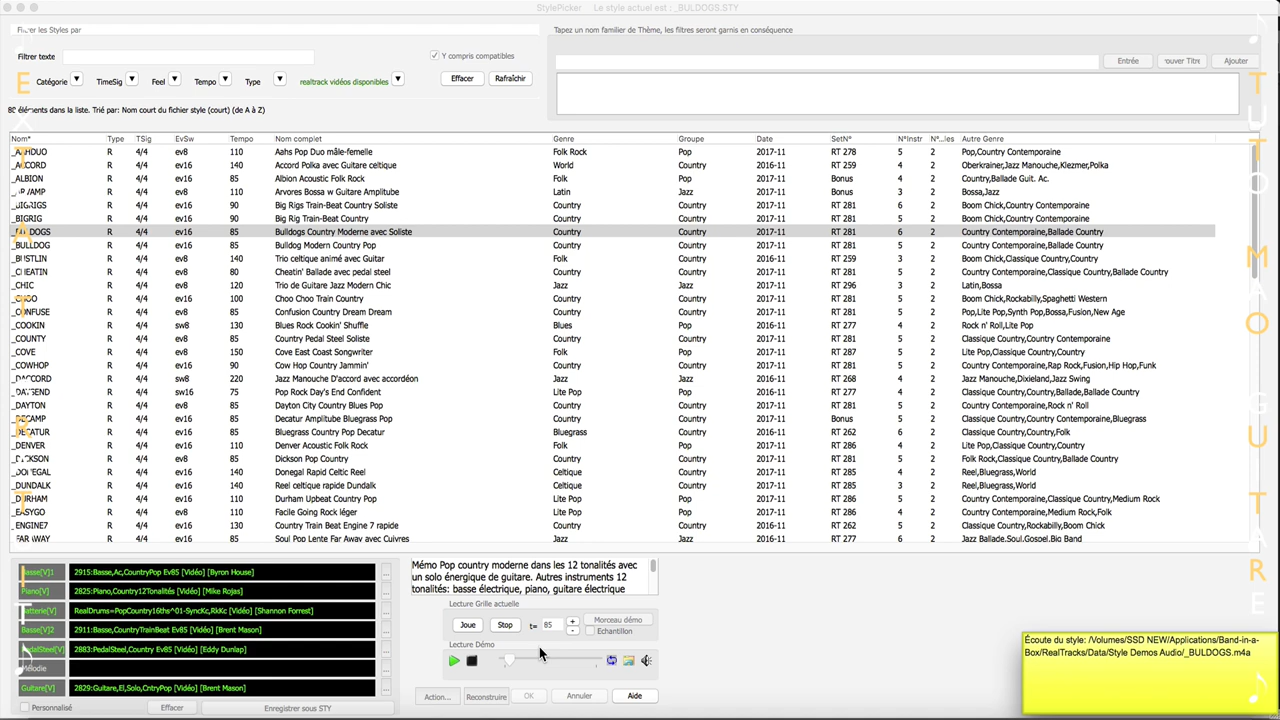 StylePicker Le style actuel est : _BULDOGS.STY
Filtrer les Styles par
Tapez un nom familier de Thème, les filtres seront garnis en conséquence
Filtrer texte
Y compris compatibles
Entrée
Ajouter
Catégorie TimeSig Feel Tempo Type realtrack vidéos disponibles Effacer Rafraîchir
éléments dans la liste. Trié par: Nom court du fichier style (court) (de A à Z)
Nom* Type TSig EvSw Tempo Nom complet Genre Groupe Date SetN° N°Instr N°...les Autre Genre
R 4/4 ev8 110 Aahs Pop Duo mâle-femelle Folk Rock Pop 2017-11 RT 278 5 2 Pop,Country Contemporaine
R 4/4 ev16 140 Accord Polka avec Guitare celtique World Country 2017-11 RT 259 4 2 Oberkrainer,Jazz Manouche,Klezmer,Polka
_ALBION R 4/4 ev16 85 Albion Acoustic Folk Rock Folk Pop 2017-11 Bonus 4 2 Country,Ballade Guit. Ac.
R 4/4 ev8 110 Arvores Bossa w Guitare Amplitube Latin Jazz 2017-11 Bonus 3 2 Bossa,Jazz
_BIGRIGS R 4/4 ev16 90 Big Rigs Train-Beat Country Soliste Country Country 2017-11 RT 281 6 2 Boom Chick,Country Contemporaine
_BIGRIG R 4/4 ev16 90 Big Rig Train-Beat Country Country Country 2017-11 RT 281 5 2 Boom Chick,Country Contemporaine
R 4/4 ev16 85 Bulldogs Country Moderne avec Soliste Country Country 2017-11 RT 281 6 2 Country Contemporaine,Ballade Country
_BULLDOG R 4/4 ev16 85 Bulldog Modern Country Pop Country Country 2017-11 RT 281 5 2 Country Contemporaine,Ballade Country
R 4/4 ev16 140 Trio celtique animé avec Guitar Folk Country 2016-11 RT 259 3 2 Boom Chick,Classique Country,Country
R 4/4 ev16 80 Cheatin' Ballade avec pedal steel Country Country 2017-11 RT 281 5 2 Country Contemporaine,Classique Country,Ballade Country
_CHIC R 4/4 ev8 120 Trio de Guitare Jazz Modern Chic Jazz Jazz 2017-11 RT 296 3 2 Latin,Bossa
R 4/4 ev16 100 Choo Choo Train Country Country Country 2017-11 RT 281 5 2 Boom Chick,Rockabilly,Spaghetti Western
R 4/4 ev8 85 Confusion Country Dream Dream Country Country 2017-11 RT 281 5 2 Pop,Lite Pop,Synth Pop,Bossa,Fusion,New Age
_COOKIN R 4/4 sw8 130 Blues Rock Cookin' Shuffle Blues Pop 2016-11 RT 277 4 2 Rock n' Roll,Lite Pop
_COUNTY R 4/4 ev16 85 Country Pedal Steel Soliste Country Country 2017-11 RT 281 5 2 Classique Country,Country Contemporaine
_COVE R 4/4 ev8 150 Cove East Coast Songwriter Folk Pop 2017-11 RT 287 5 2 Lite Pop,Classique Country,Country
_COWHOP R 4/4 ev16 90 Cow Hop Country Jammin' Country Country 2017-11 RT 281 5 2 Country Contemporaine,Rap Rock,Fusion,Hip Hop,Funk
R 4/4 sw8 220 Jazz Manouche D'accord avec accordéon Jazz Jazz 2016-11 RT 268 4 2 Jazz Manouche,Dixieland,Jazz Swing
R 4/4 sw16 75 Pop Rock Day's End Confident Pop Pop 2016-11 RT 277 4 2 Lite Pop,Classique Country,Country
_DAYTON R 4/4 ev8 85 Dayton City Country Blues Pop Country Country 2017-11 RT 281 5 2 Country Contemporaine,Rock n' Roll
R 4/4 ev16 85 Decatur Amplitube Bluesgrass Pop Country Country 2017-11 Bonus 5 2 Classique Country,Country Contemporaine,Bluegrass
R 4/4 ev16 85 Bluegrass Country Pop Decatur Bluegrass Country 2016-11 RT 262 6 2 Classique Country,Country,Folk
_DENVER R 4/4 ev16 110 Denver Acoustic Folk Rock Folk Pop 2017-11 RT 286 4 2 Lite Pop,Classique Country,Country
R 4/4 ev8 85 Dickson Pop Country Country Country 2017-11 RT 281 5 2 Folk Rock,Classique Country,Ballade Country
R 4/4 ev16 140 Donegal Rapid Celtic Reel Celtique Country 2017-11 RT 285 4 2 Reel,Bluegrass,World
_DUNDALK R 4/4 ev16 140 Reel celtique rapide Dundalk Celtique Country 2017-11 RT 285 3 2 Reel,Bluegrass,World
R 4/4 ev16 110 Durham Upbeat Country Pop Lite Pop Pop 2017-11 RT 286 5 2 Country Contemporaine,Classique Country,Medium Rock
_EASYGO R 4/4 ev8 110 Facile Going Rock léger Lite Pop Pop 2017-11 RT 286 4 2 Country Contemporaine,Medium Rock,Folk
_ENGINE7 R 4/4 ev16 130 Country Train Beat Engine 7 rapide Country Country 2016-11 RT 262 5 2 Classique Country,Rockabilly,Boom Chick
R 4/4 ev16 85 Soul Pop Lente Far Away avec Cuivres Country Jazz 2016-11 RT 262 6 2 Jazz Ballade,Soul,Gospel,Big Band
2915:Basse,Ac,CountryPop Ev85 [Vidéo] [Byron House]
Piano[V] 2825:Piano,Country12Tonalités [Vidéo] [Mike Rojas]
RealDrums=PopCountry16ths^01-SyncKc,RkKc [Vidéo] [Shannon Forrest]
Basse[V]2 2911:Basse,CountryTrainBeat Ev85 [Vidéo] [Brent Mason]
2883:PedalSteel,Country Ev85 [Vidéo] [Eddy Dunlap]
Mélodie
Guitare[V] 2829:Guitare,El,Solo,CntryPop [Vidéo] [Brent Mason]
Personnalisé Effacer Enregistrer sous STY
Mémo Pop country moderne dans les 12 tonalités avec
un solo énergique de guitare. Autres instruments 12
tonalités: basse électrique, piano, guitare électrique
Lecture Grille actuelle
Joue Stop t= 85 + - Morceau démo
Echantillon
Lecture Démo
Action... Reconstruire OK Annuler Aide
Écoute du style: /Volumes/SSD NEW/Applications/Band-in-a-
Box/RealTracks/Data/Style Demos Audio/_BULDOGS.m4a